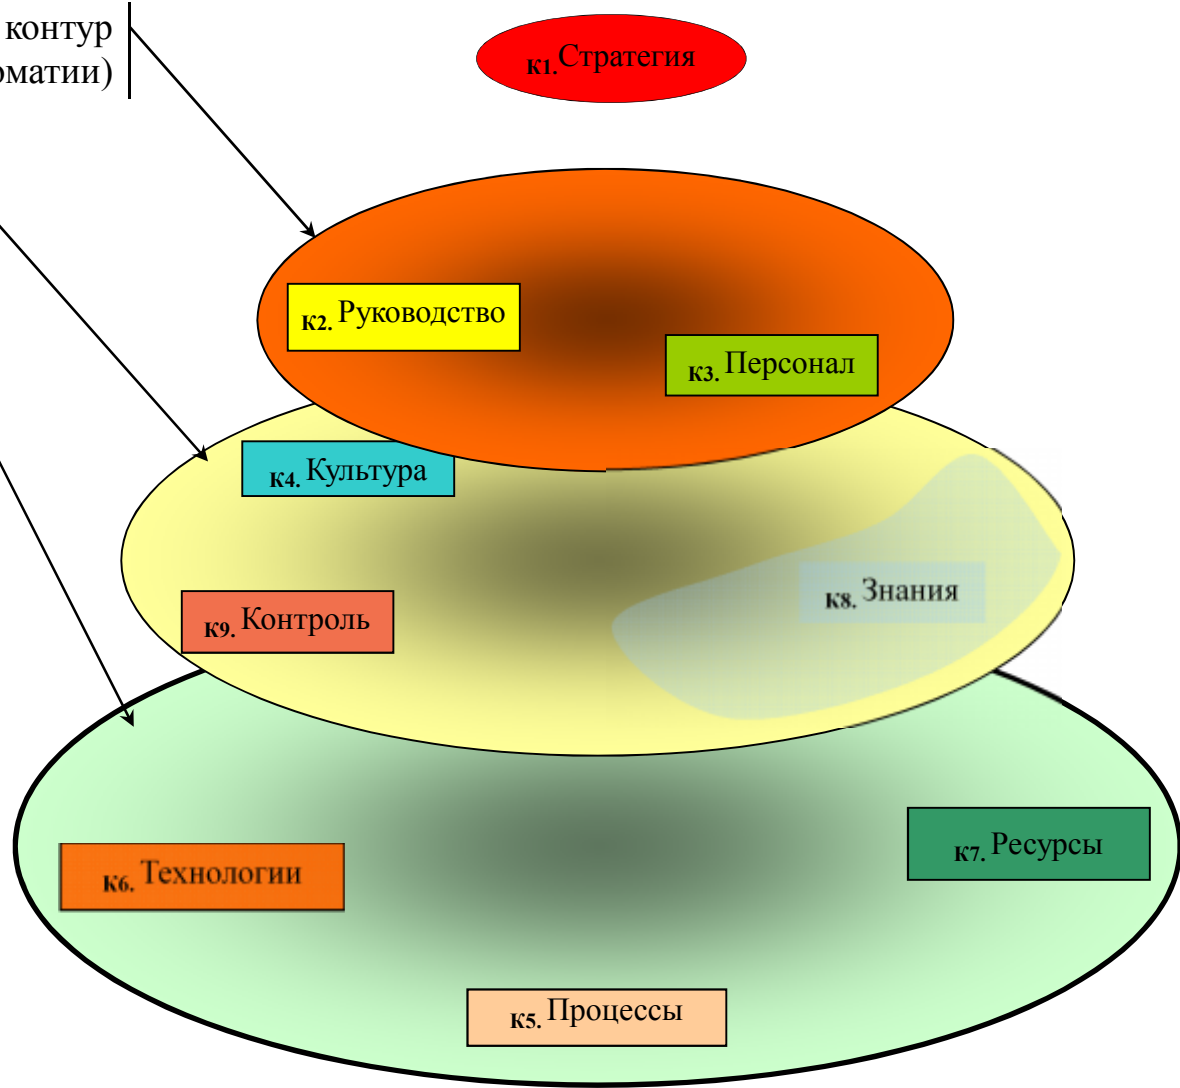 контур
К1. Стратегия
К2. Руководство
К3. Персонал
К4. Культура
К8. Знания
К9. Контроль
К7. Ресурсы
К6. Технологии
К5. Процессы